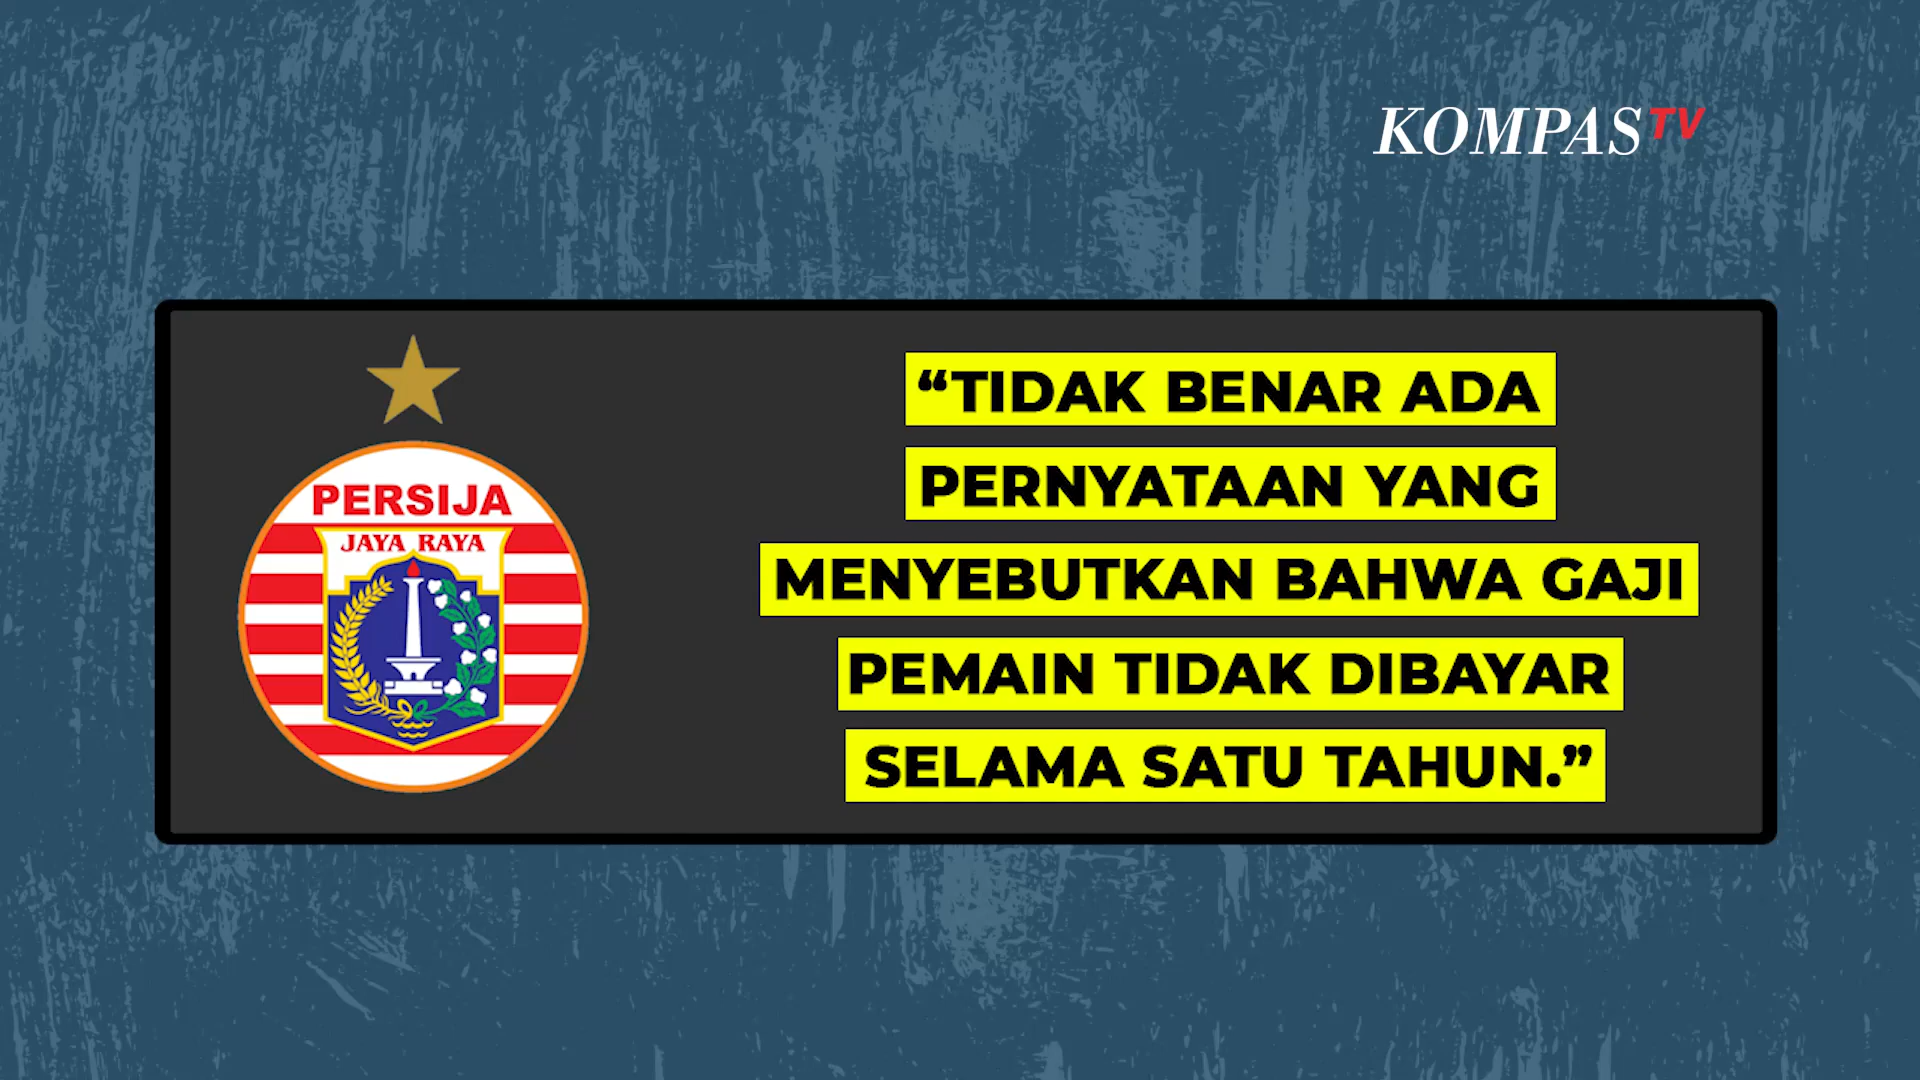 KOMPASTV
PERSIJA
JAYA RAYA
“TIDAK BENAR ADA
PERNYATAAN YANG
MENYEBUTKAN BAHWA GAJI
PEMAIN TIDAK DIBAYAR
SELAMA SATU TAHUN.”